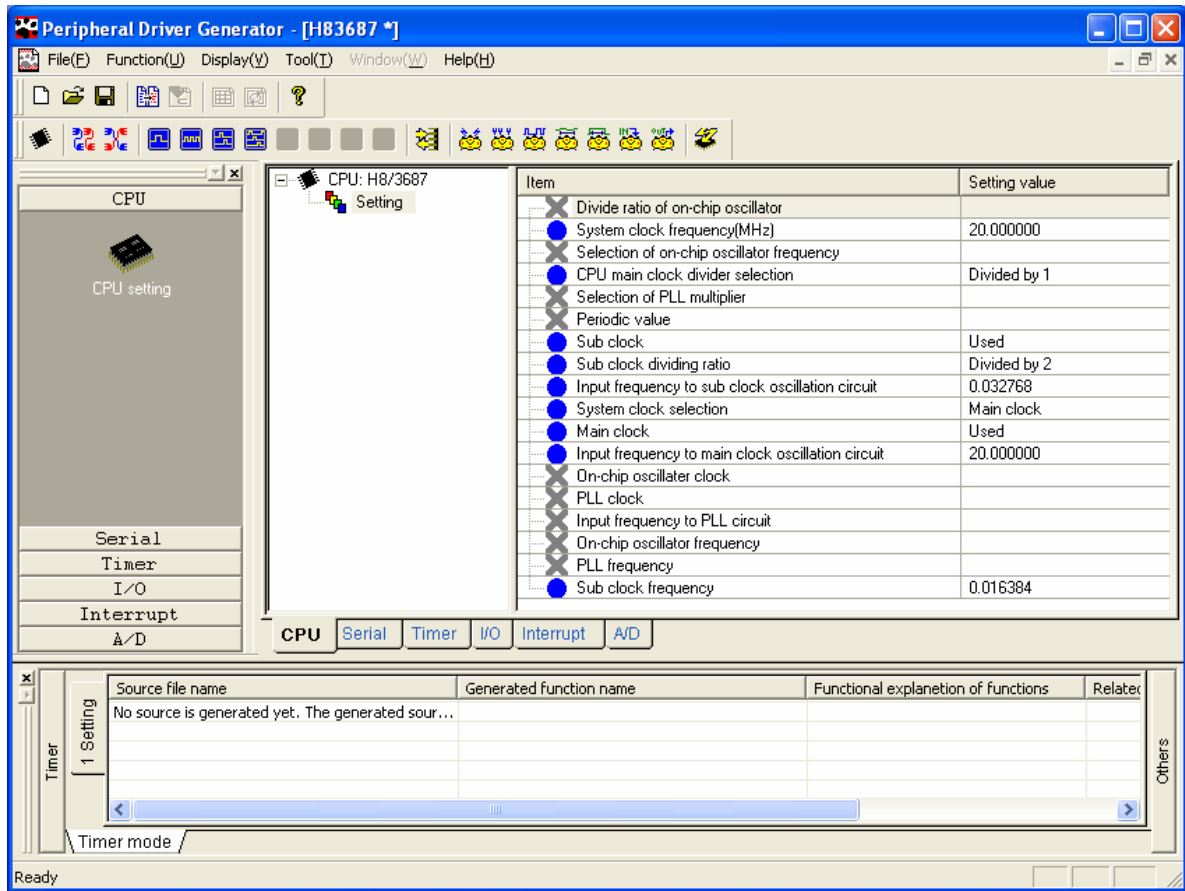 Peripheral Driver Generator - [H83687 *]
File(F) Function(U) Display(V) Tool(T) Window(W) Help(H)
CPU
CPU setting
Serial
Timer
I/O
Interrupt
A/D
CPU: H8/3687
Setting
Item Setting value
Divide ratio of on-chip oscillator
System clock frequency(MHz) 20.000000
Selection of on-chip oscillator frequency
CPU main clock divider selection Divided by 1
Selection of PLL multiplier
Periodic value
Sub clock Used
Sub clock dividing ratio Divided by 2
Input frequency to sub clock oscillation circuit 0.032768
System clock selection Main clock
Main clock Used
Input frequency to main clock oscillation circuit 20.000000
On-chip oscillater clock
PLL clock
Input frequency to PLL circuit
On-chip oscillator frequency
PLL frequency
Sub clock frequency 0.016384
CPU Serial Timer I/O Interrupt A/D
Timer
1 Setting
Source file name Generated function name Functional explanetion of functions Related
No source is generated yet. The generated sour...
Others
Timer mode
Ready